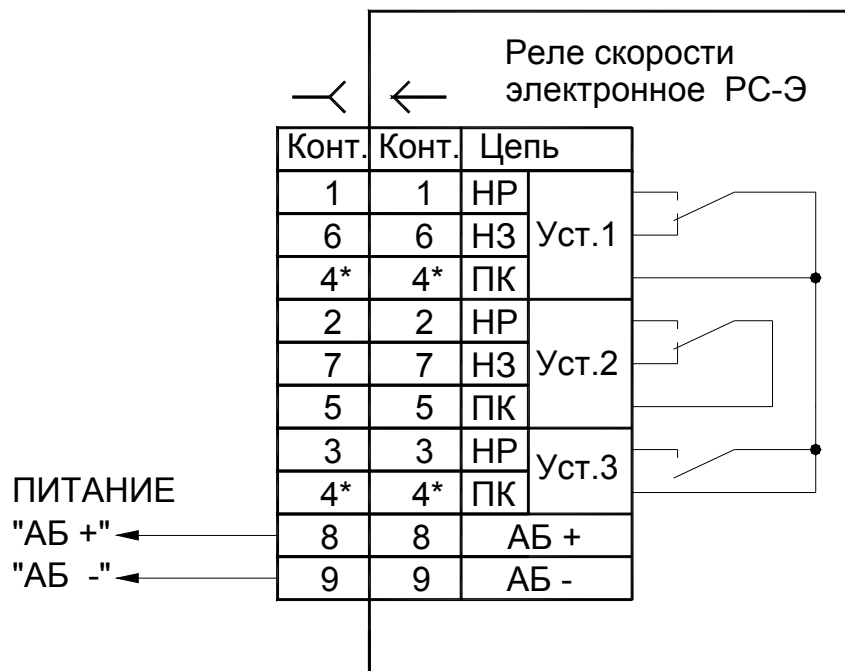 Реле скорости
электронное РС-Э
Конт. Конт. Цепь
1 1 НР
6 6 НЗ Уст.1
4* 4* ПК
2 2 НР
7 7 НЗ Уст.2
5 5 ПК
3 3 НР Уст.3
4* 4* ПК
ПИТАНИЕ
"АБ +" 8 8 АБ +
"АБ -" 9 9 АБ -